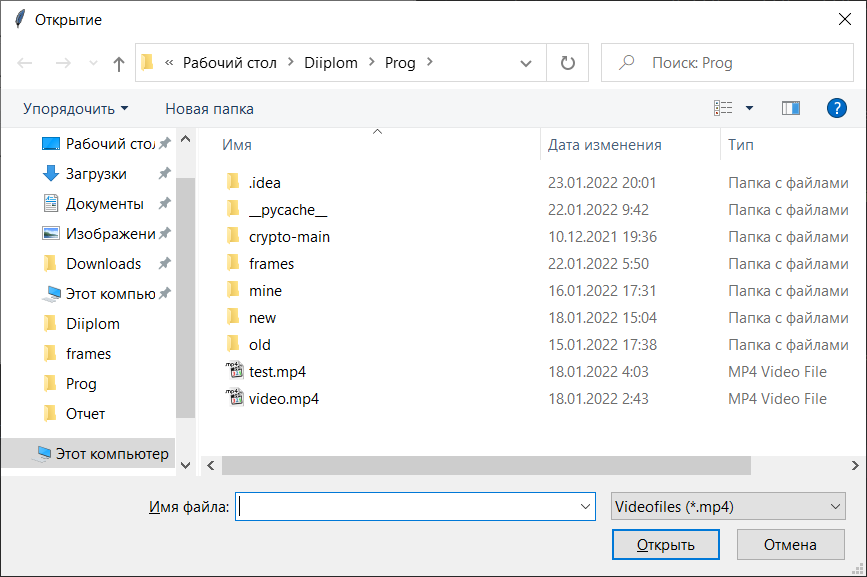 Открытие
« Рабочий стол > Diiplom > Prog >
Поиск: Prog
Упорядочить Новая папка
Рабочий сто
Загрузки
Документы
Изображени
Downloads
Этот компью
Diiplom
frames
Prog
Отчет
Этот компьютер
Имя Дата изменения Тип
.idea 23.01.2022 20:01 Папка с файлами
__pycache__ 22.01.2022 9:42 Папка с файлами
crypto-main 10.12.2021 19:36 Папка с файлами
frames 22.01.2022 5:50 Папка с файлами
mine 16.01.2022 17:31 Папка с файлами
new 18.01.2022 15:04 Папка с файлами
old 15.01.2022 17:38 Папка с файлами
test.mp4 18.01.2022 4:03 MP4 Video File
video.mp4 18.01.2022 2:43 MP4 Video File
Имя файла: Videofiles (*.mp4)
Открыть Отмена